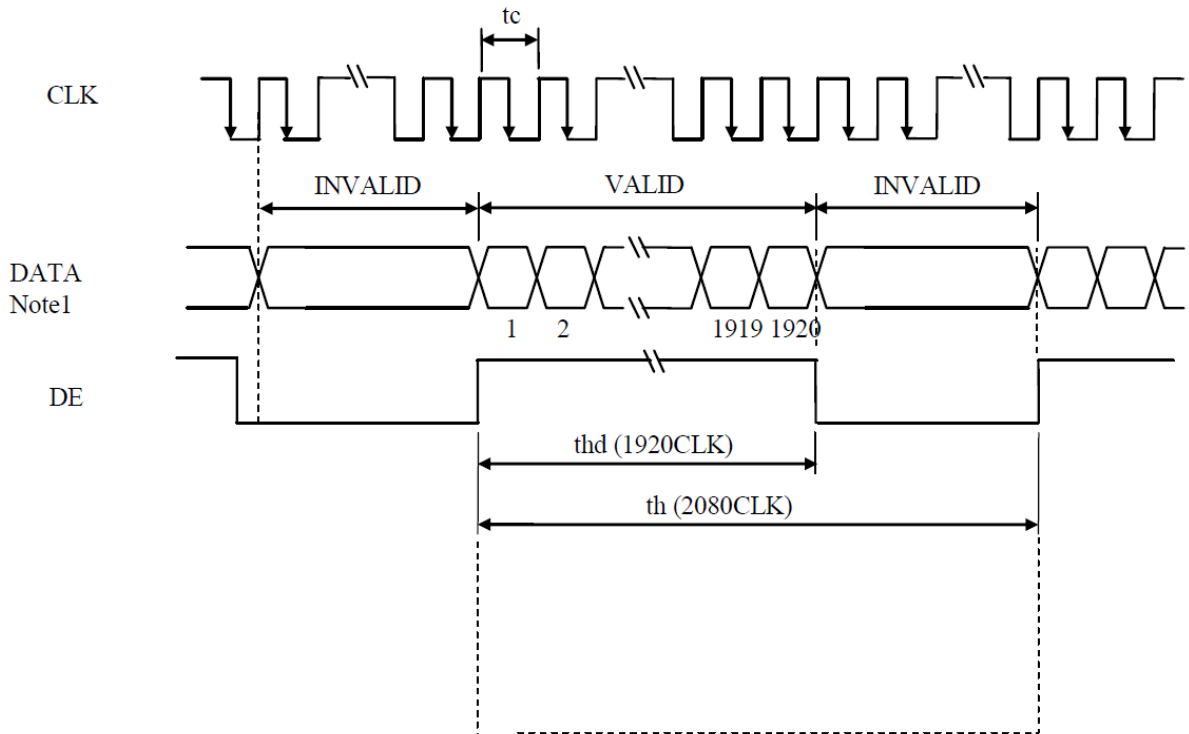 tc
CLK
INVALID VALID INVALID
DATA
Note1
1 2 1919 1920
DE
thd (1920CLK)
th (2080CLK)